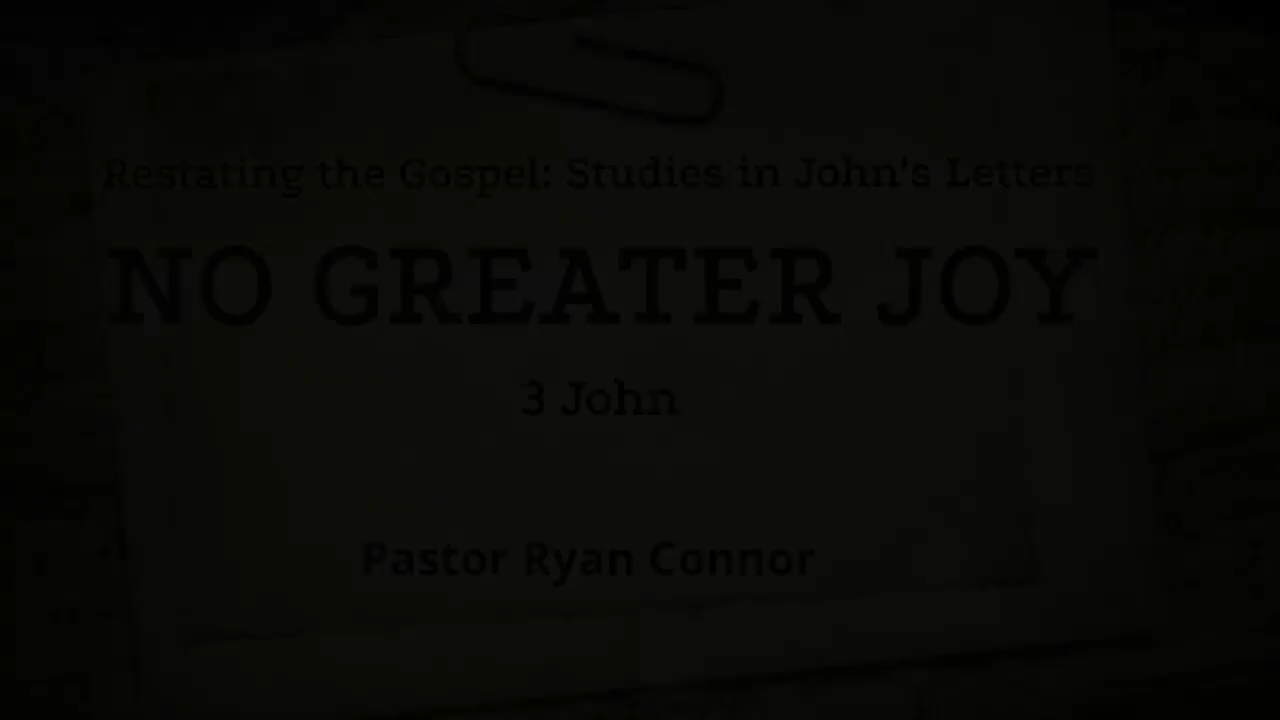 Restating the Gospel: Studies in John's Letters
NO GREATER JOY
3 John
Pastor Ryan Connor